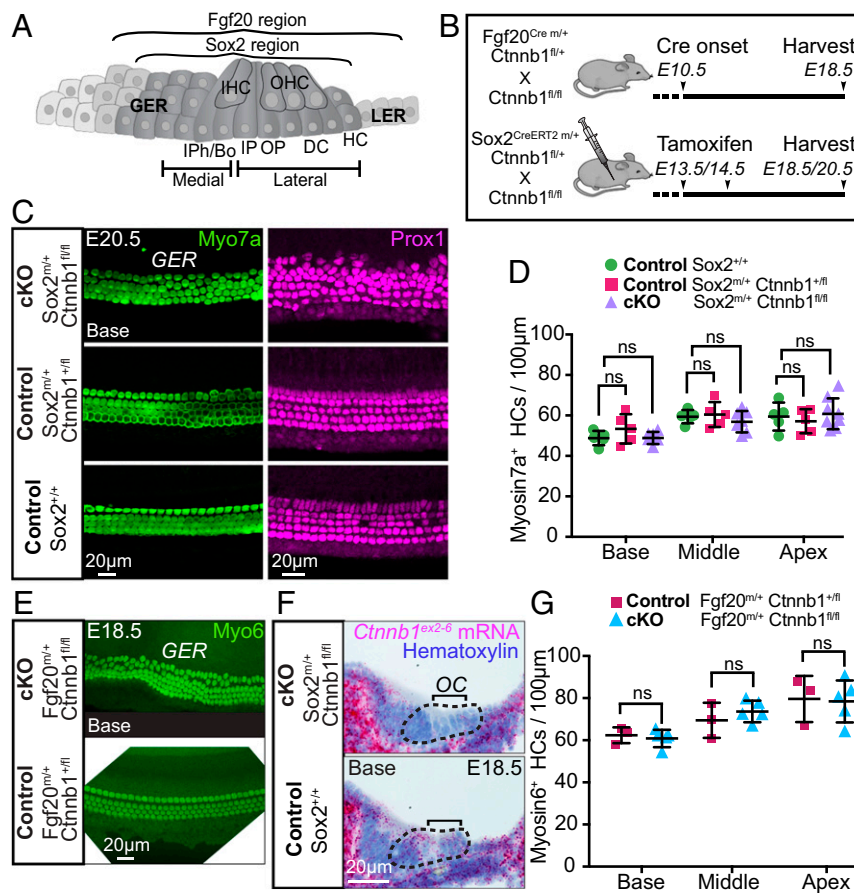 A
Fgf20 region
Sox2 region
GER
IHC
OHC
LER
IPh/Bo IP OP DC HC
Medial Lateral
B
Fgf20Cre m/+
Ctnnb1fl/+
X
Ctnnb1fl/fl
Cre onset Harvest
E10.5 E18.5
Sox2CreERT2 m/+
Ctnnb1fl/+
X
Ctnnb1fl/fl
Tamoxifen Harvest
E13.5/14.5 E18.5/20.5
C
cKO
Sox2m/+
Ctnnb1fl/fl
E20.5 Myo7a
GER
Base
Prox1
Control
Sox2m/+
Ctnnb1+/fl
Control
Sox2+/+
20µm
20µm
D
Control Sox2+/+
Control Sox2m/+ Ctnnb1+/fl
cKO Sox2m/+ Ctnnb1fl/fl
Myosin7a+ HCs / 100µm
100
80
60
40
20
0
ns
ns
ns
ns
ns
ns
Base Middle Apex
E
cKO
Fgf20m/+
Ctnnb1fl/fl
E18.5 Myo6
GER
Base
Control
Fgf20m/+
Ctnnb1+/fl
20µm
F
cKO
Sox2m/+
Ctnnb1fl/fl
Ctnnb1ex2-6 mRNA
Hematoxylin
OC
Control
Sox2+/+
Base E18.5
20µm
G
Control Fgf20m/+ Ctnnb1+/fl
cKO Fgf20m/+ Ctnnb1fl/fl
Myosin6+ HCs / 100µm
100
80
60
40
20
0
ns
ns
ns
Base Middle Apex